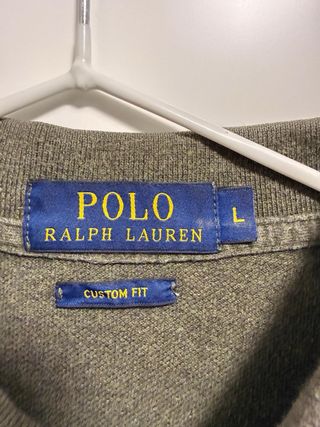 POLO
RALPH LAUREN
L
CUSTOM FIT